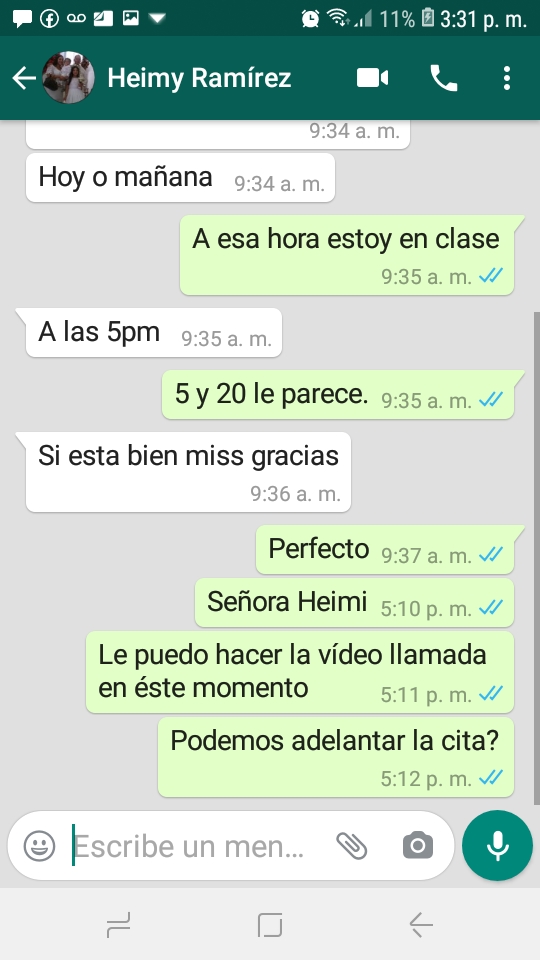 11% 3:31 p. m.
Heimy Ramírez
9:34 a. m.
Hoy o mañana 9:34 a. m.
A esa hora estoy en clase
9:35 a. m.
A las 5pm 9:35 a. m.
5 y 20 le parece. 9:35 a. m.
Si esta bien miss gracias
9:36 a. m.
Perfecto 9:37 a. m.
Señora Heimi 5:10 p. m.
Le puedo hacer la vídeo llamada
en éste momento 5:11 p. m.
Podemos adelantar la cita?
5:12 p. m.
Escribe un men...